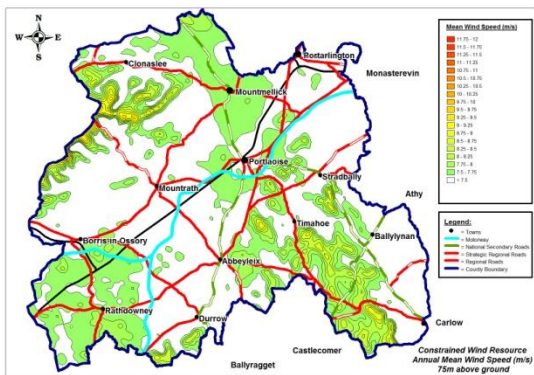 N
W E
S
Mean Wind Speed (m/s)
11.75 - 12
11.5 - 11.75
11.25 - 11.5
11 - 11.25
10.75 - 11
10.5 - 10.75
10.25 - 10.5
10 - 10.25
9.75 - 10
9.5 - 9.75
9.25 - 9.5
9 - 9.25
8.75 - 9
8.5 - 8.75
8.25 - 8.5
8 - 8.25
7.75 - 8
7.5 - 7.75
< 7.5
Portarlington
Clonaslee
Monasterevin
Mountmellick
Portlaoise
Stradbally
Mountrath
Athy
Timahoe
Ballylynan
Borris in Ossory
Abbeyleix
Rathdowney
Durrow
Carlow
Castlecomer
Ballyragget
Legend:
= Towns
= Motorway
= National Secondary Roads
= Strategic Regional Roads
= Regional Roads
= County Boundary
Constrained Wind Resource
Annual Mean Wind Speed (m/s)
75m above ground